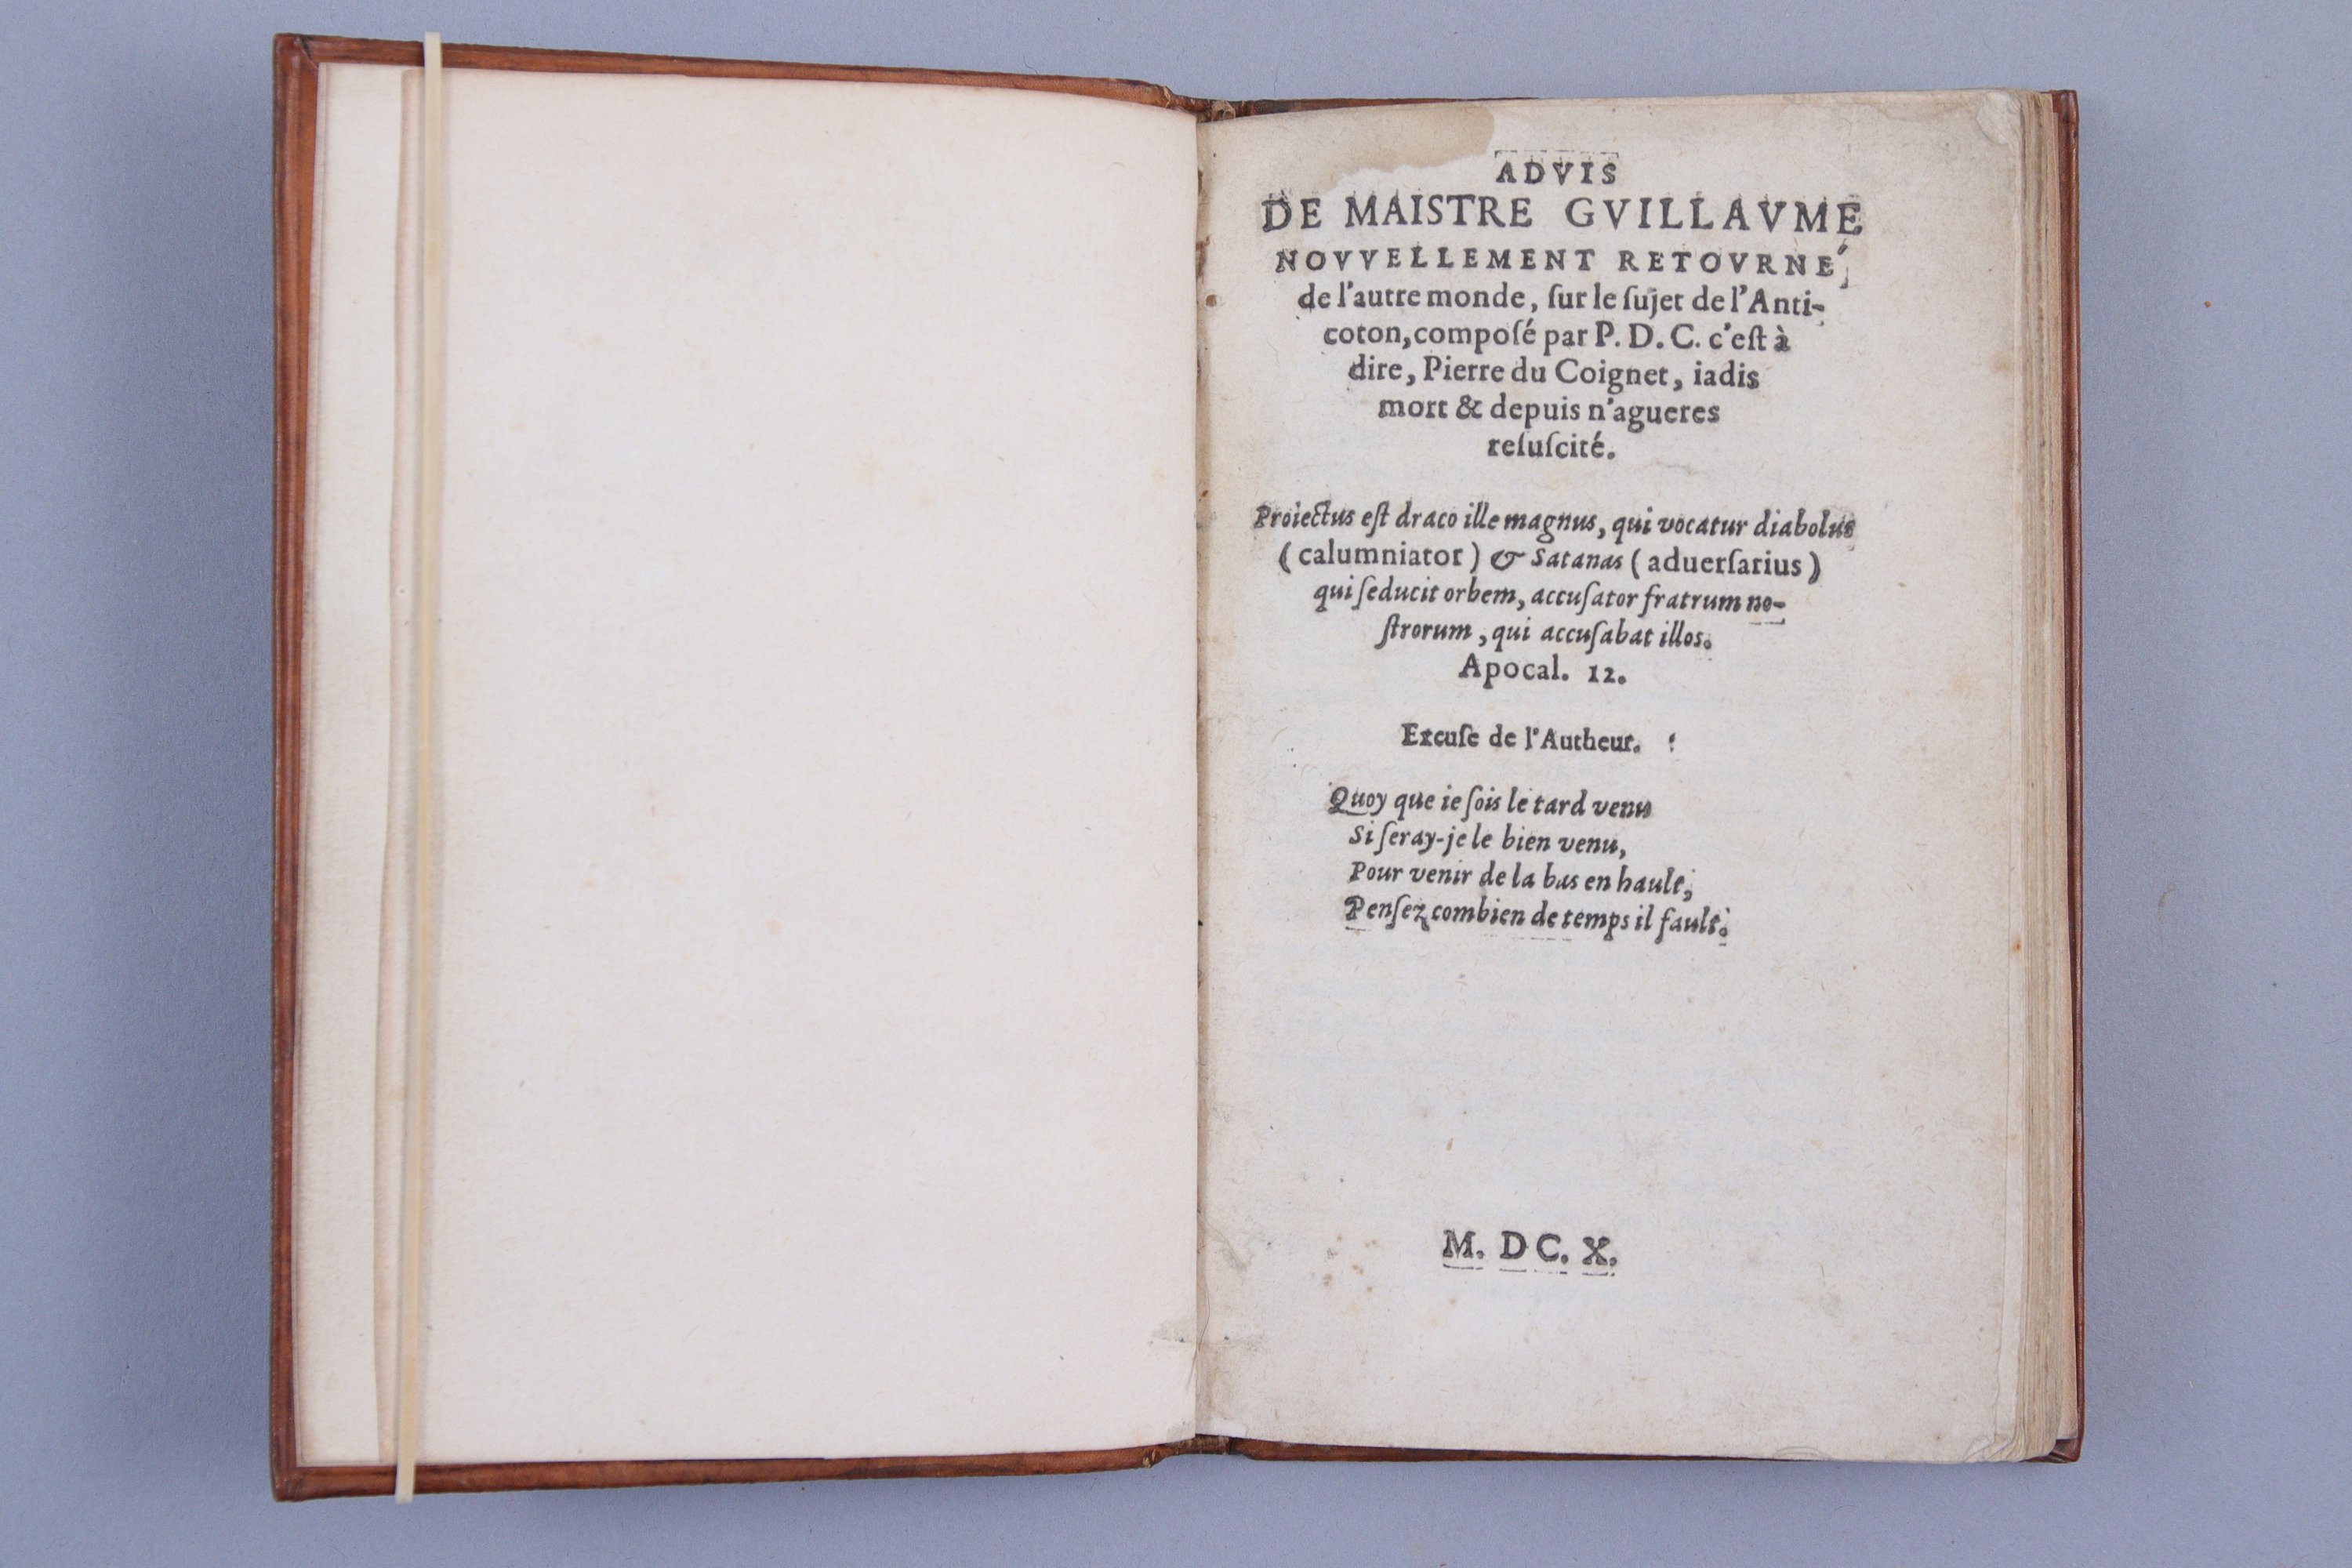 ADVIS
DE MAISTRE GVILLAVME
NOVVELLEMENT RETOVRNÉ,
de l'autre monde, ſur le ſujet de l'Anti-
coton, compoſé par P. D. C. c'eſt à
dire, Pierre du Coignet, iadis
mort & depuis n'agueres
reſuſcité.
Proiectus eſt draco ille magnus, qui vocatur diabolus
(calumniator) & Satanas (aduerſarius)
qui ſeducit orbem, accuſator fratrum no-
ſtrorum, qui accuſabat illos.
Apocal. 12.
Excuſe de l'Autheur.
Quoy que ie ſois le tard venu
Si ſeray-je le bien venu,
Pour venir de la bas en hault,
Penſez combien de temps il fault.
M. DC. X.